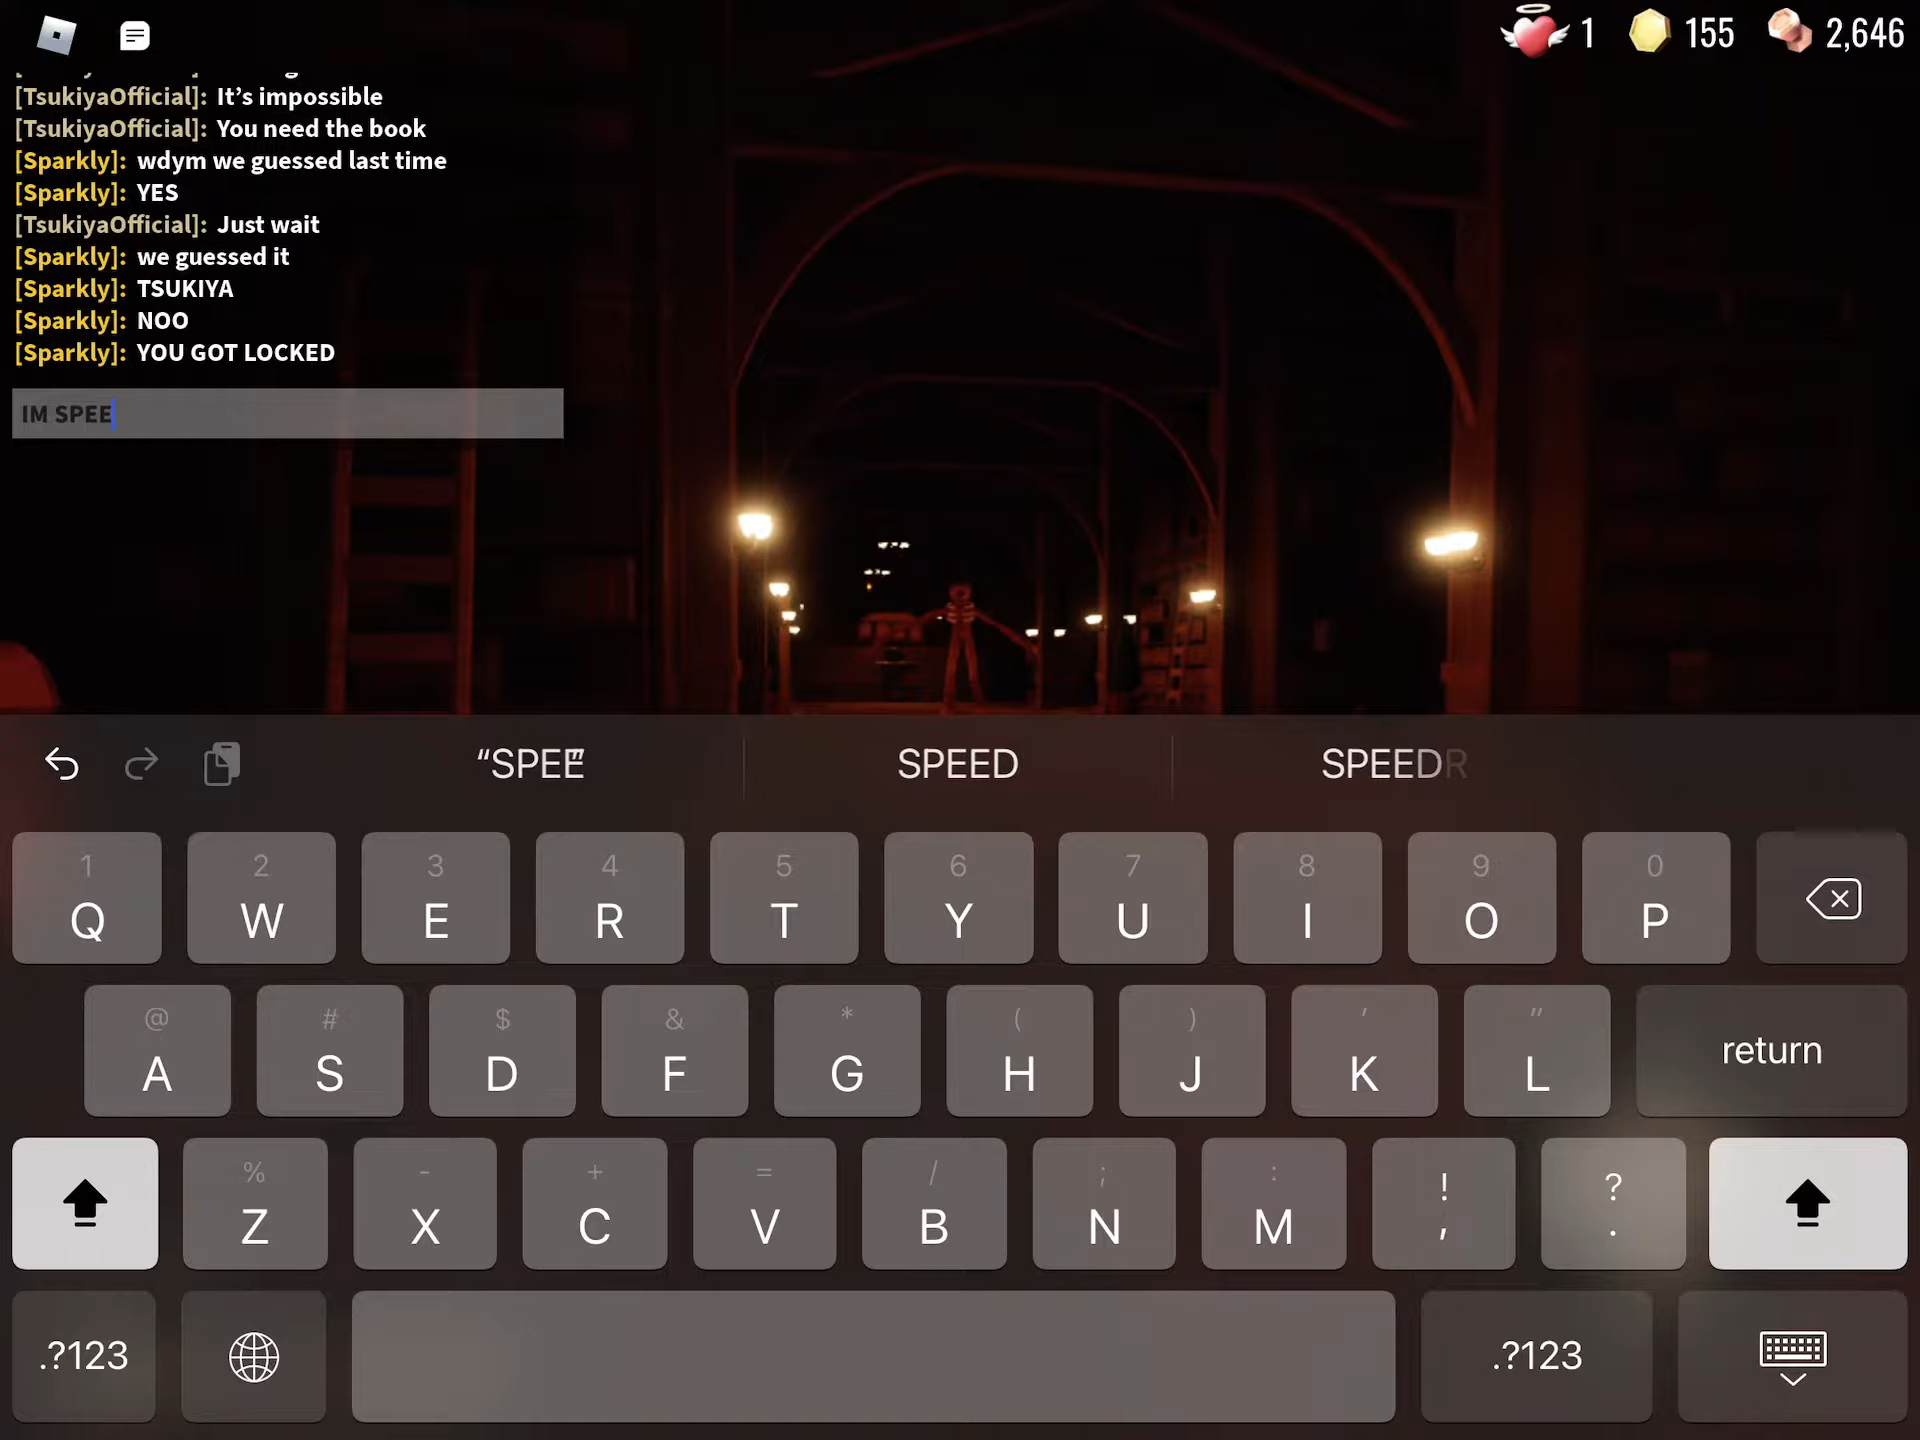 1 155 2,646
[TsukiyaOfficial]: It’s impossible
[TsukiyaOfficial]: You need the book
[Sparkly]: wdym we guessed last time
[Sparkly]: YES
[TsukiyaOfficial]: Just wait
[Sparkly]: we guessed it
[Sparkly]: TSUKIYA
[Sparkly]: NOO
[Sparkly]: YOU GOT LOCKED
IM SPEE
“SPEE” SPEED SPEEDR
1 2 3 4 5 6 7 8 9 0
Q W E R T Y U I O P
@ # $ & * ( ) ' "
A S D F G H J K L return
% - + = / ; : ! ?
Z X C V B N M , .
.?123 .?123